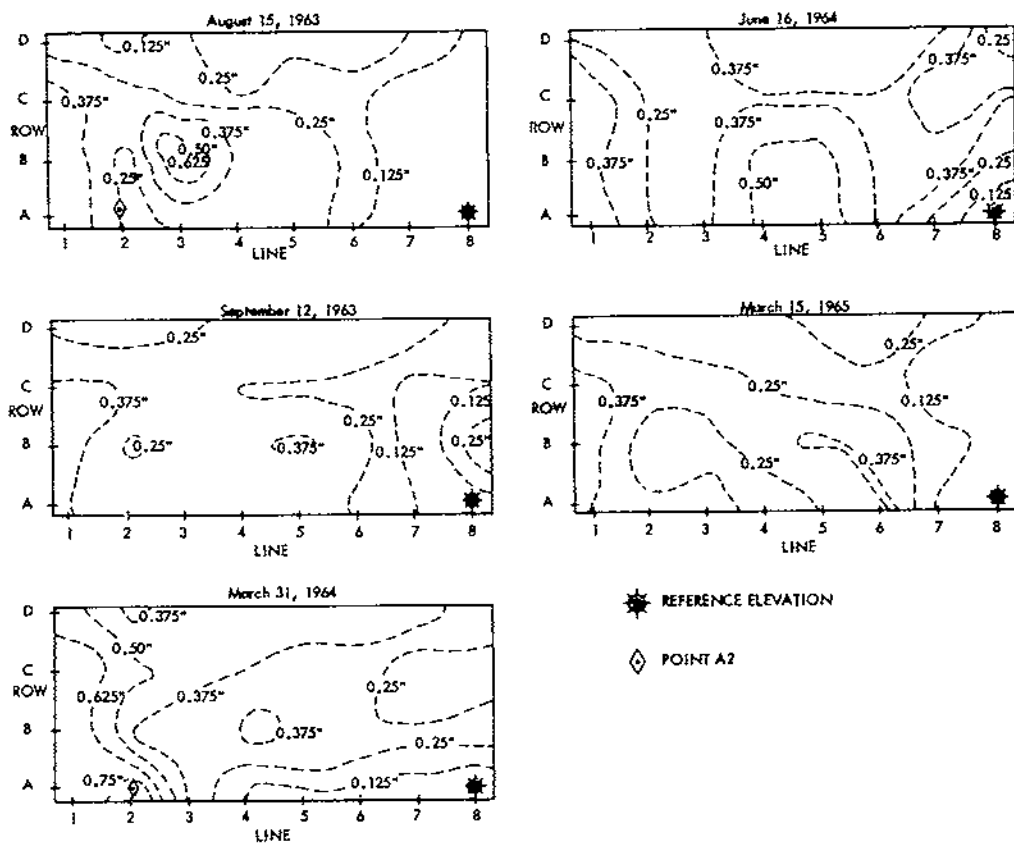 August 15, 1963
D
C
ROW
B
A
0.125"
0.25"
0.375"
0.375"
0.50"
0.625
0.25"
0.25"
0.125"
1 2 3 4 5 6 7 8
LINE
June 16, 1964
D
C
ROW
B
A
0.25
0.375"
0.375"
0.375"
0.375"
0.375"
0.50"
0.25
0.125"
1 2 3 4 5 6 7 8
LINE
September 12, 1963
D
C
ROW
B
A
0.25"
0.375"
0.125
0.25"
0.25"
0.375"
0.125"
0.25"
1 2 3 4 5 6 7 8
LINE
March 15, 1965
D
C
ROW
B
A
0.25"
0.25"
0.375"
0.125"
0.25"
0.375"
1 2 3 4 5 6 7 8
LINE
March 31, 1964
D
C
ROW
B
A
0.375"
0.50"
0.625"
0.375"
0.25"
0.375"
0.25"
0.75"
0.125"
1 2 3 4 5 6 7 8
LINE
REFERENCE ELEVATION
POINT A2